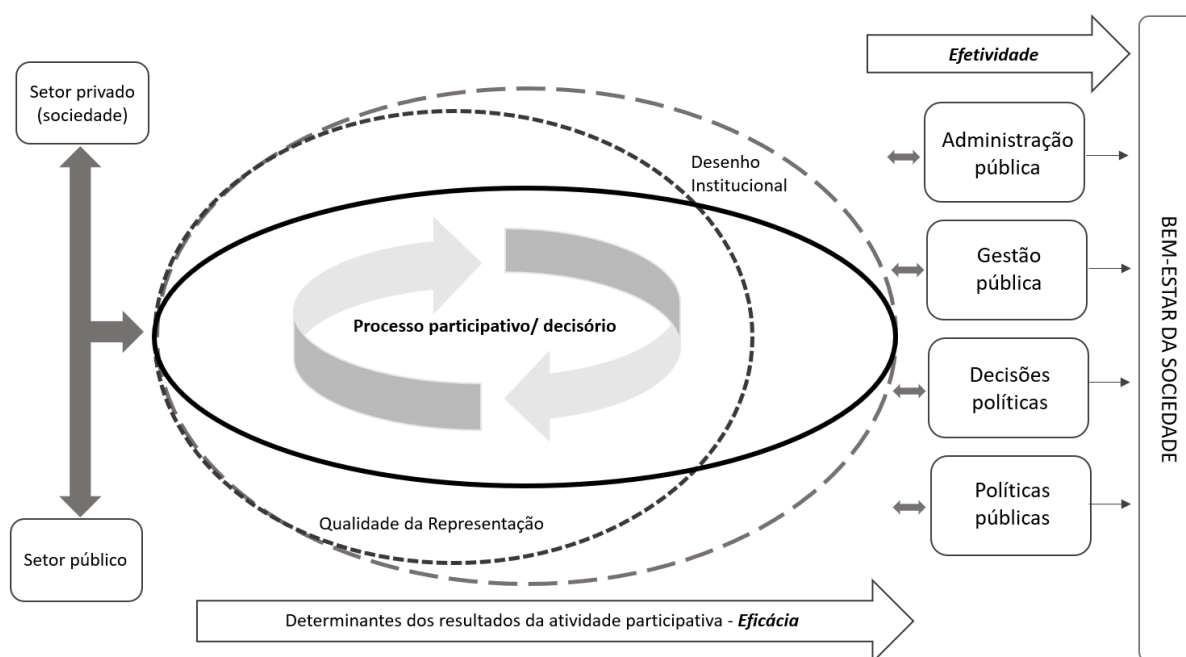 Efetividade
Setor privado
(sociedade)
Administração
pública
Desenho
Institucional
Gestão
pública
Processo participativo/ decisório
BEM-ESTAR DA SOCIEDADE
Decisões
políticas
Qualidade da Representação
Políticas
públicas
Setor público
Determinantes dos resultados da atividade participativa - Eficácia